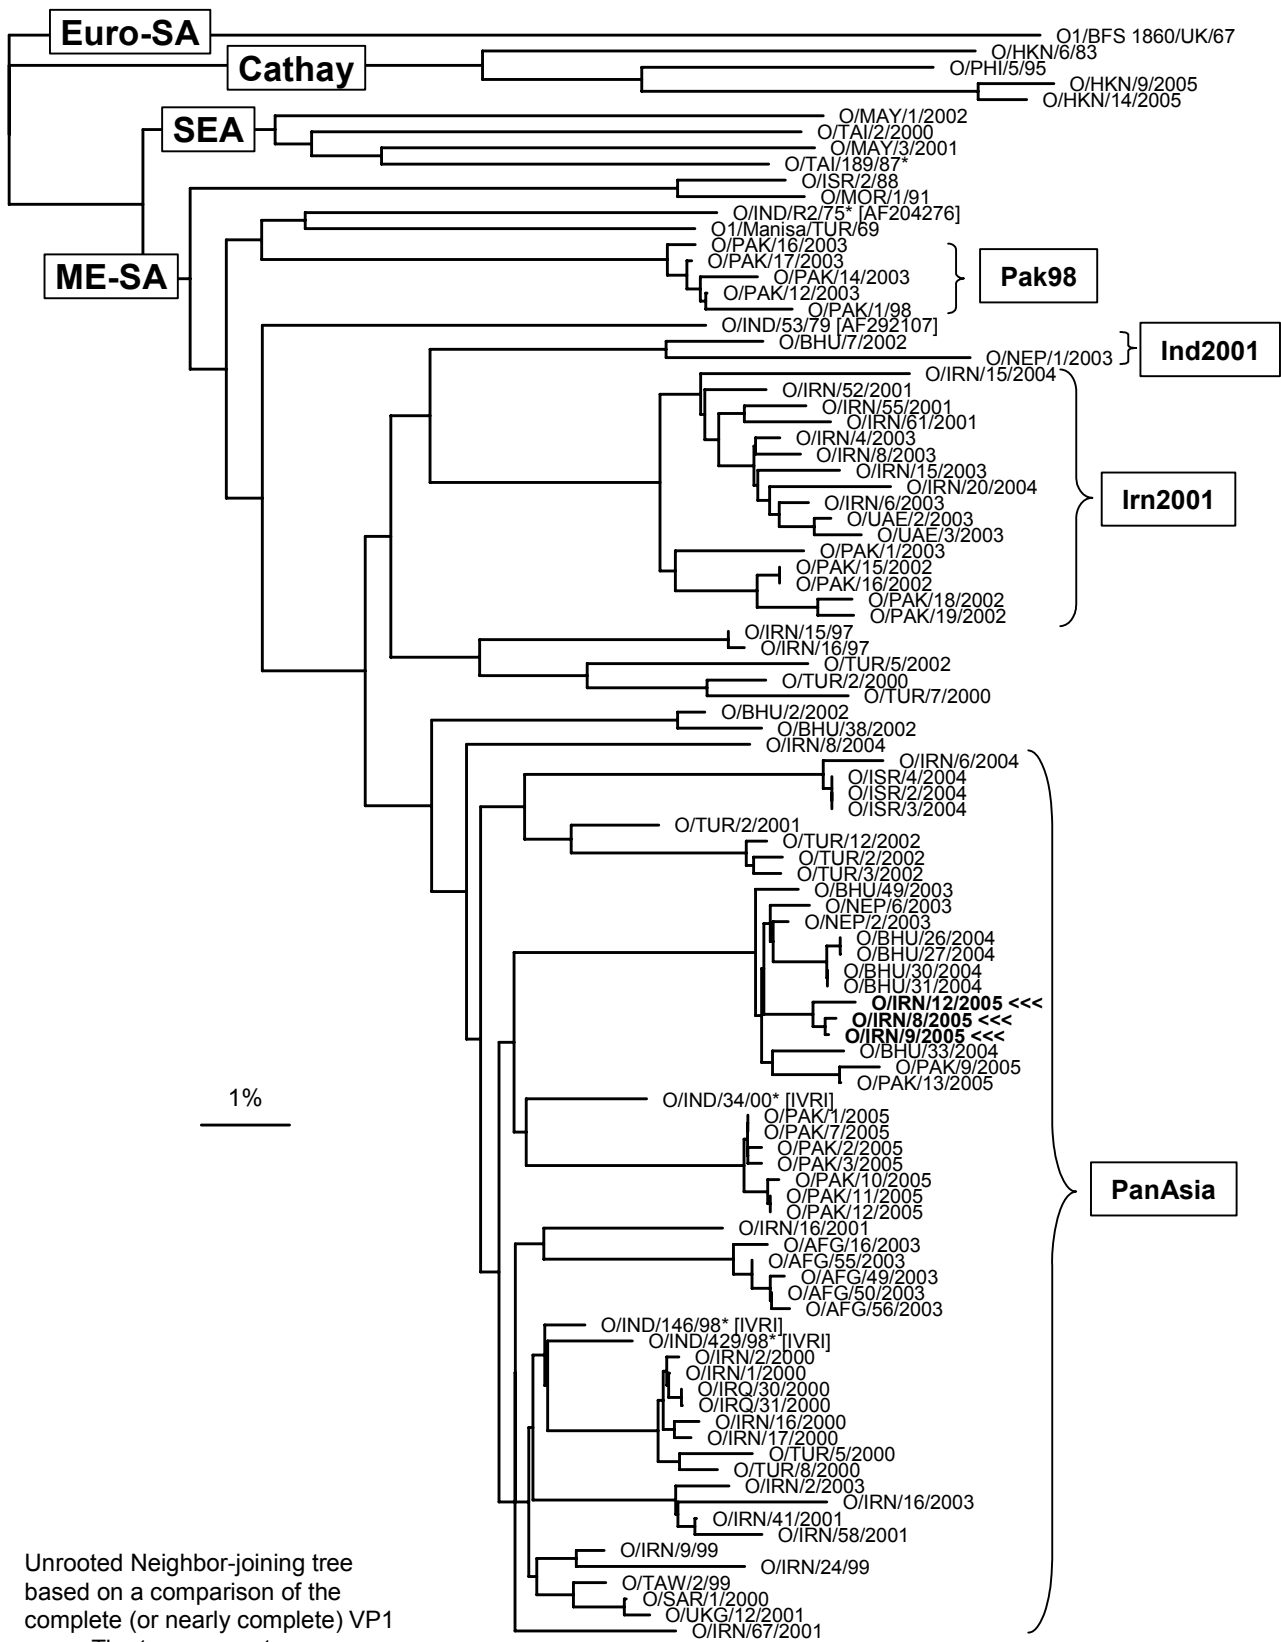 Euro-SA
O1/BFS 1860/UK/67
O/HKN/6/83
Cathay
O/PHI/5/95
O/HKN/9/2005
O/HKN/14/2005
O/MAY/1/2002
SEA
O/TAI/2/2000
O/MAY/3/2001
O/TAI/189/87*
O/ISR/2/88
O/MOR/1/91
O/IND/R2/75* [AF204276]
O1/Manisa/TUR/69
O/PAK/16/2003
O/PAK/17/2003
ME-SA
O/PAK/14/2003
Pak98
O/PAK/12/2003
O/PAK/1/98
O/IND/53/79 [AF292107]
O/BHU/7/2002
Ind2001
O/NEP/1/2003
O/IRN/15/2004
O/IRN/52/2001
O/IRN/55/2001
O/IRN/61/2001
O/IRN/4/2003
O/IRN/8/2003
O/IRN/15/2003
O/IRN/20/2004
Irn2001
O/IRN/6/2003
O/UAE/2/2003
O/UAE/3/2003
O/PAK/1/2003
O/PAK/15/2002
O/PAK/16/2002
O/PAK/18/2002
O/PAK/19/2002
O/IRN/15/97
O/IRN/16/97
O/TUR/5/2002
O/TUR/2/2000
O/TUR/7/2000
O/BHU/2/2002
O/BHU/38/2002
O/IRN/8/2004
O/IRN/6/2004
O/ISR/4/2004
O/ISR/2/2004
O/ISR/3/2004
O/TUR/2/2001
O/TUR/12/2002
O/TUR/2/2002
O/TUR/3/2002
O/BHU/49/2003
O/NEP/6/2003
O/NEP/2/2003
O/BHU/26/2004
O/BHU/27/2004
O/BHU/30/2004
O/BHU/31/2004
O/IRN/12/2005 <<<
O/IRN/8/2005 <<<
O/IRN/9/2005 <<<
O/BHU/33/2004
O/PAK/9/2005
O/PAK/13/2005
1%
O/IND/34/00* [IVRI]
O/PAK/1/2005
O/PAK/7/2005
O/PAK/2/2005
O/PAK/3/2005
O/PAK/10/2005
PanAsia
O/PAK/11/2005
O/PAK/12/2005
O/IRN/16/2001
O/AFG/16/2003
O/AFG/55/2003
O/AFG/49/2003
O/AFG/50/2003
O/AFG/56/2003
O/IND/146/98* [IVRI]
O/IND/429/98* [IVRI]
O/IRN/2/2000
O/IRN/1/2000
O/IRQ/30/2000
O/IRQ/31/2000
O/IRN/16/2000
O/IRN/17/2000
O/TUR/5/2000
O/TUR/8/2000
O/IRN/2/2003
O/IRN/16/2003
O/IRN/41/2001
O/IRN/58/2001
O/IRN/9/99
O/IRN/24/99
O/TAW/2/99
O/SAR/1/2000
O/UKG/12/2001
O/IRN/67/2001
Unrooted Neighbor-joining tree
based on a comparison of the
complete (or nearly complete) VP1